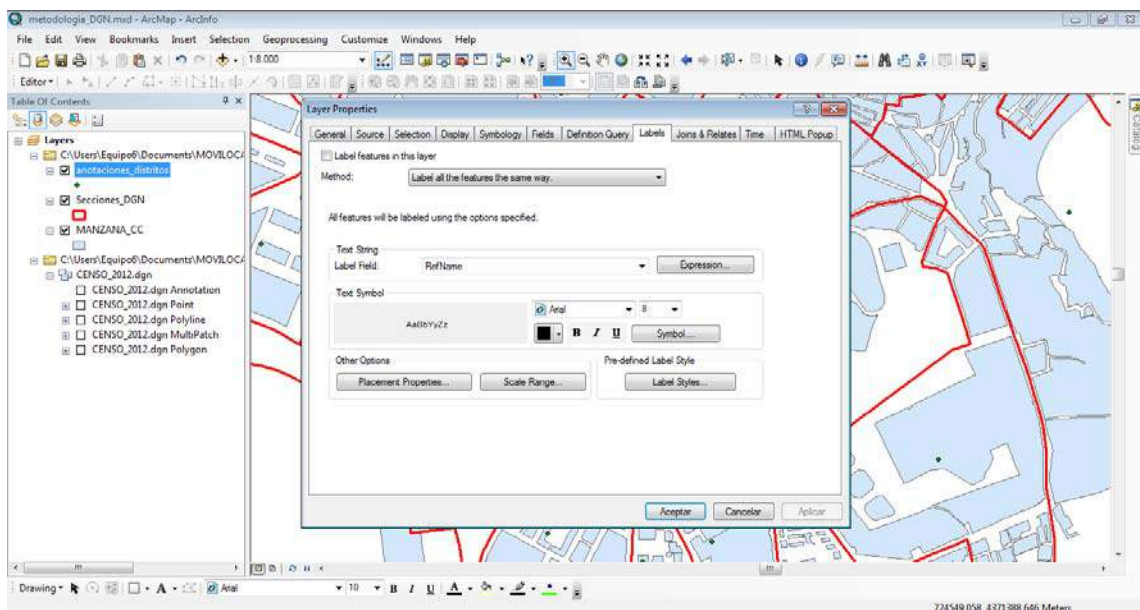 metodologia_DGN.mxd - ArcMap - ArcInfo
File Edit View Bookmarks Insert Selection Geoprocessing Customize Windows Help
1:8.000
Editor
Table Of Contents
Layers
C:\Users\Equipo6\Documents\MOVILOCA
anotaciones_distritos
Secciones_DGN
MANZANA_CC
C:\Users\Equipo6\Documents\MOVILOCA
CENSO_2012.dgn
CENSO_2012.dgn Annotation
CENSO_2012.dgn Point
CENSO_2012.dgn Polyline
CENSO_2012.dgn MultiPatch
CENSO_2012.dgn Polygon
Layer Properties
General Source Selection Display Symbology Fields Definition Query Labels Joins & Relates Time HTML Popup
Label features in this layer
Method: Label all the features the same way.
All features will be labeled using the options specified.
Text String
Label Field: RefName Expression...
Text Symbol
AaBbYyZz
Arial 8
B I U Symbol...
Other Options
Placement Properties... Scale Range...
Pre-defined Label Style
Label Styles...
Aceptar Cancelar Aplicar
Catalog
Drawing A Arial 10 B I U A
724549,058 4371388,646 Meters